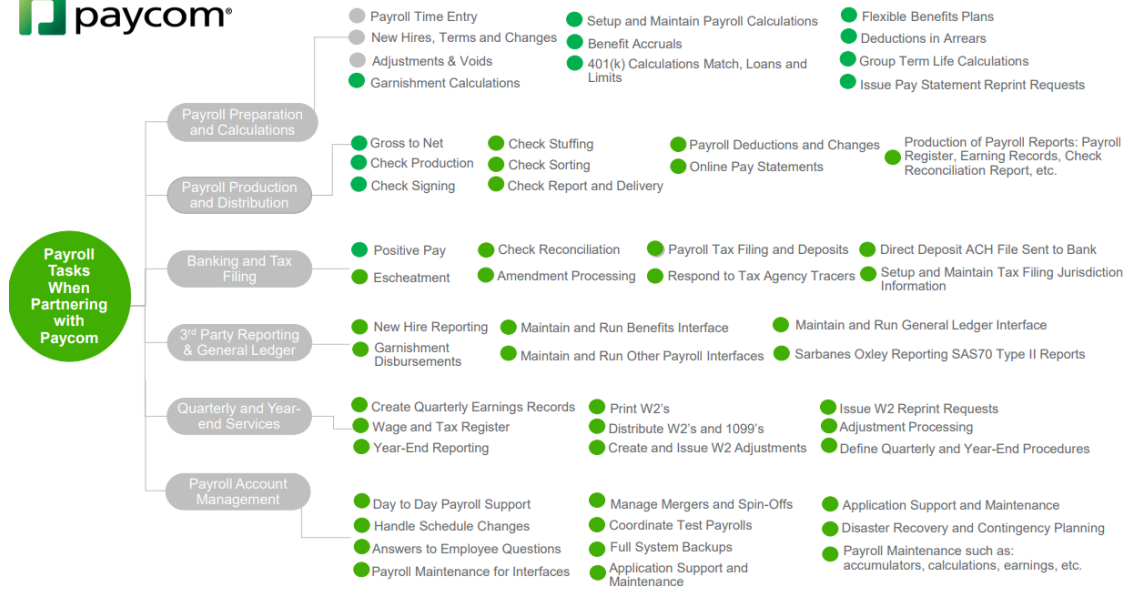 paycom®
Payroll
Tasks
When
Partnering
with
Paycom
Payroll Preparation
and Calculations
Payroll Time Entry
New Hires, Terms and Changes
Adjustments & Voids
Garnishment Calculations
Setup and Maintain Payroll Calculations
Benefit Accruals
401(k) Calculations Match, Loans and
Limits
Flexible Benefits Plans
Deductions in Arrears
Group Term Life Calculations
Issue Pay Statement Reprint Requests
Payroll Production
and Distribution
Gross to Net
Check Production
Check Signing
Check Stuffing
Check Sorting
Check Report and Delivery
Payroll Deductions and Changes
Online Pay Statements
Production of Payroll Reports: Payroll
Register, Earning Records, Check
Reconciliation Report, etc.
Banking and Tax
Filing
Positive Pay
Escheatment
Check Reconciliation
Amendment Processing
Payroll Tax Filing and Deposits
Respond to Tax Agency Tracers
Direct Deposit ACH File Sent to Bank
Setup and Maintain Tax Filing Jurisdiction
Information
3rd Party Reporting
& General Ledger
New Hire Reporting
Garnishment
Disbursements
Maintain and Run Benefits Interface
Maintain and Run Other Payroll Interfaces
Maintain and Run General Ledger Interface
Sarbanes Oxley Reporting SAS70 Type II Reports
Quarterly and Year-
end Services
Create Quarterly Earnings Records
Wage and Tax Register
Year-End Reporting
Print W2's
Distribute W2's and 1099's
Create and Issue W2 Adjustments
Issue W2 Reprint Requests
Adjustment Processing
Define Quarterly and Year-End Procedures
Payroll Account
Management
Day to Day Payroll Support
Handle Schedule Changes
Answers to Employee Questions
Payroll Maintenance for Interfaces
Manage Mergers and Spin-Offs
Coordinate Test Payrolls
Full System Backups
Application Support and
Maintenance
Application Support and Maintenance
Disaster Recovery and Contingency Planning
Payroll Maintenance such as:
accumulators, calculations, earnings, etc.